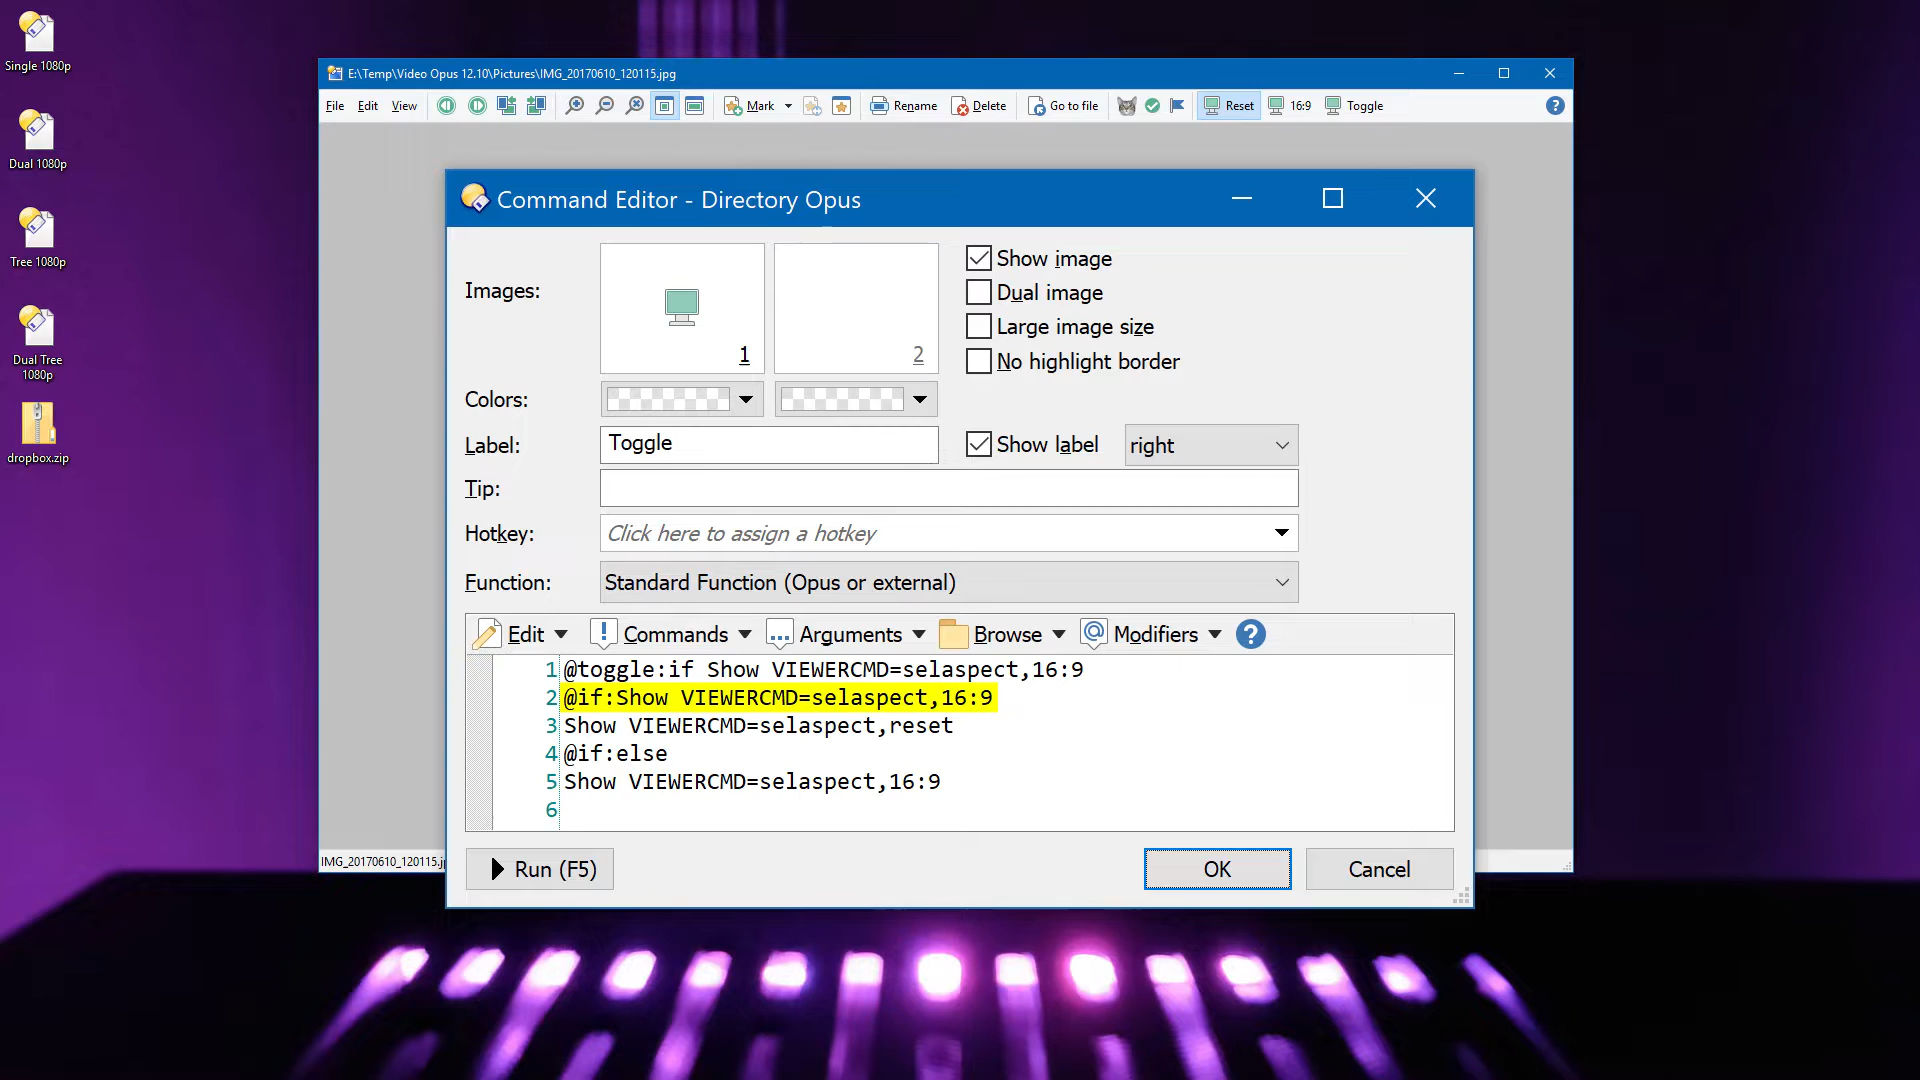 Single 1080p
Dual 1080p
Tree 1080p
Dual Tree
1080p
dropbox.zip
E:\Temp\Video Opus 12.10\Pictures\IMG_20170610_120115.jpg
File Edit View Mark Rename Delete Go to file Reset 16:9 Toggle ?
Command Editor - Directory Opus
Images: 1 2
Show image
Dual image
Large image size
No highlight border
Colors:
Label: Toggle Show label right
Tip:
Hotkey: Click here to assign a hotkey
Function: Standard Function (Opus or external)
Edit ! Commands ... Arguments Browse @ Modifiers ?
1 @toggle:if Show VIEWERCMD=selaspect,16:9
2 @if:Show VIEWERCMD=selaspect,16:9
3 Show VIEWERCMD=selaspect,reset
4 @if:else
5 Show VIEWERCMD=selaspect,16:9
6
IMG_20170610_120115.j
Run (F5) OK Cancel